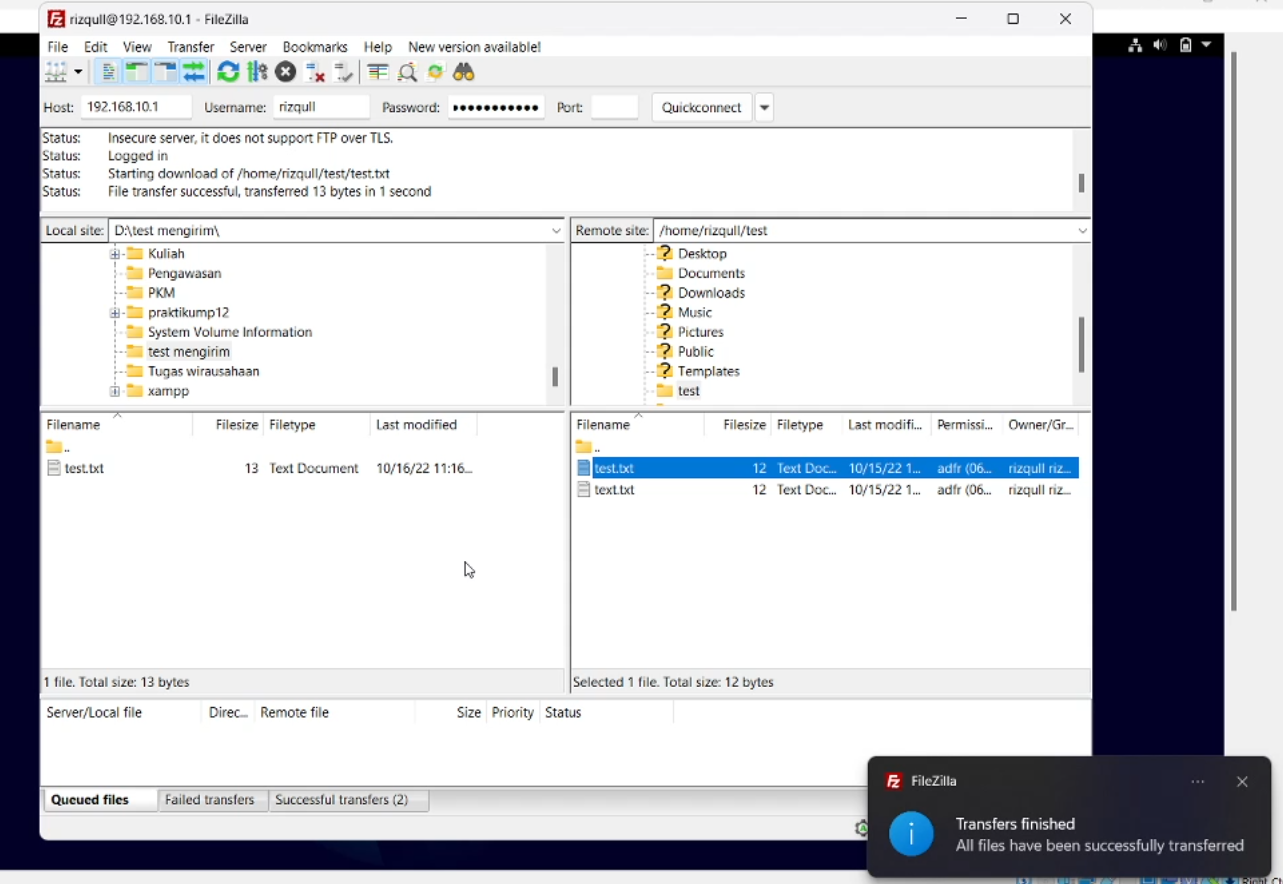 rizqull@192.168.10.1 - FileZilla
File Edit View Transfer Server Bookmarks Help New version available!
Host: 192.168.10.1 Username: rizqull Password: ●●●●●●●●●●● Port: Quickconnect
Status: Insecure server, it does not support FTP over TLS.
Status: Logged in
Status: Starting download of /home/rizqull/test/test.txt
Status: File transfer successful, transferred 13 bytes in 1 second
Local site: D:\test mengirim\
Kuliah
Pengawasan
PKM
praktikump12
System Volume Information
test mengirim
Tugas wirausahaan
xampp
Remote site: /home/rizqull/test
Desktop
Documents
Downloads
Music
Pictures
Public
Templates
test
Filename Filesize Filetype Last modified
..
test.txt 13 Text Document 10/16/22 11:16...
1 file. Total size: 13 bytes
Filename Filesize Filetype Last modifi... Permissi... Owner/Gr...
..
test.txt 12 Text Doc... 10/15/22 1... adfr (06... rizqull riz...
text.txt 12 Text Doc... 10/15/22 1... adfr (06... rizqull riz...
Selected 1 file. Total size: 12 bytes
Server/Local file Direc... Remote file Size Priority Status
Queued files Failed transfers Successful transfers (2)
FileZilla
Transfers finished
All files have been successfully transferred